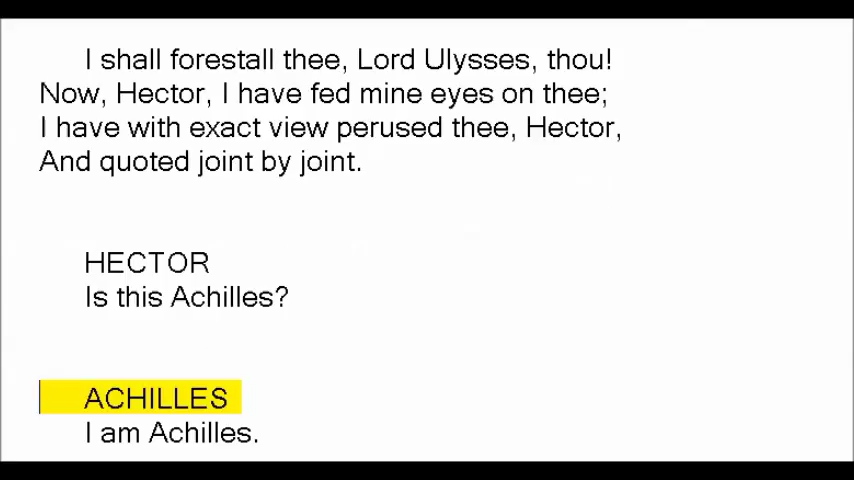 I shall forestall thee, Lord Ulysses, thou!
Now, Hector, I have fed mine eyes on thee;
I have with exact view perused thee, Hector,
And quoted joint by joint.
HECTOR
Is this Achilles?
ACHILLES
I am Achilles.